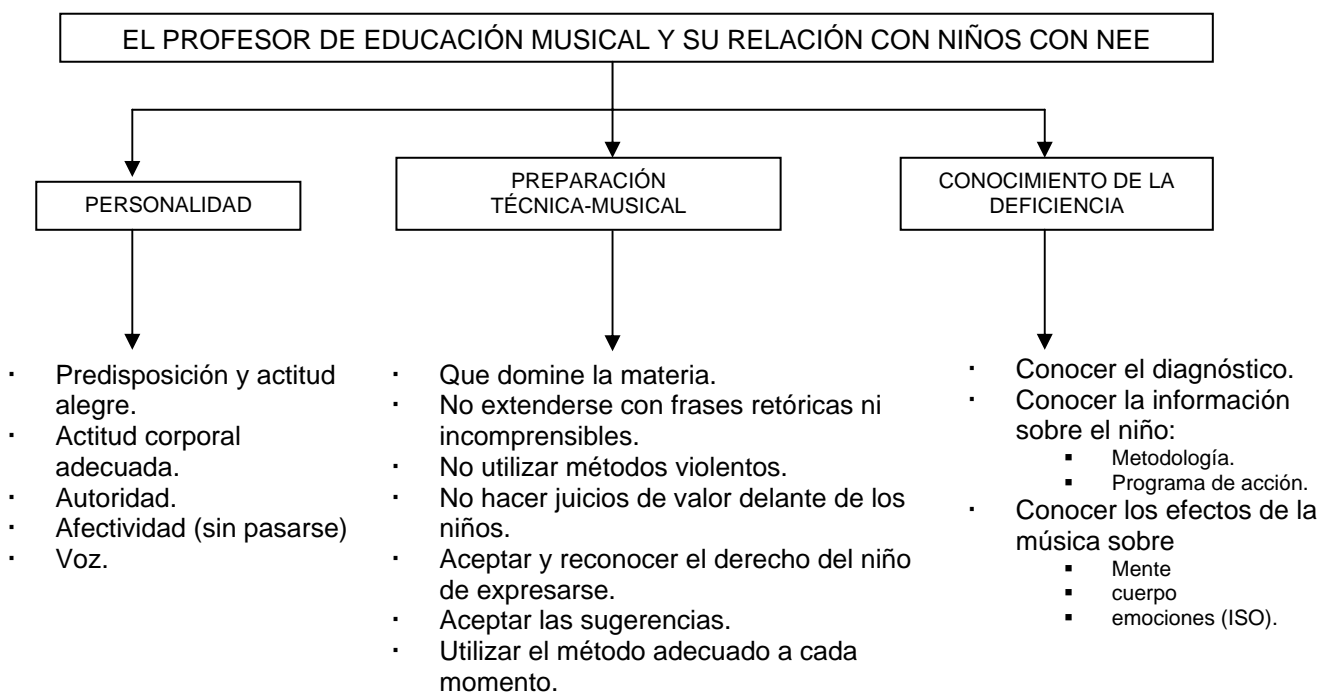 EL PROFESOR DE EDUCACIÓN MUSICAL Y SU RELACIÓN CON NIÑOS CON NEE
PERSONALIDAD
PREPARACIÓN
TÉCNICA-MUSICAL
CONOCIMIENTO DE LA
DEFICIENCIA
· Predisposición y actitud
alegre.
· Actitud corporal
adecuada.
· Autoridad.
· Afectividad (sin pasarse)
· Voz.
· Que domine la materia.
· No extenderse con frases retóricas ni
incomprensibles.
· No utilizar métodos violentos.
· No hacer juicios de valor delante de los
niños.
· Aceptar y reconocer el derecho del niño
de expresarse.
· Aceptar las sugerencias.
· Utilizar el método adecuado a cada
momento.
· Conocer el diagnóstico.
· Conocer la información
sobre el niño:
▪ Metodología.
▪ Programa de acción.
· Conocer los efectos de la
música sobre
▪ Mente
▪ cuerpo
▪ emociones (ISO).